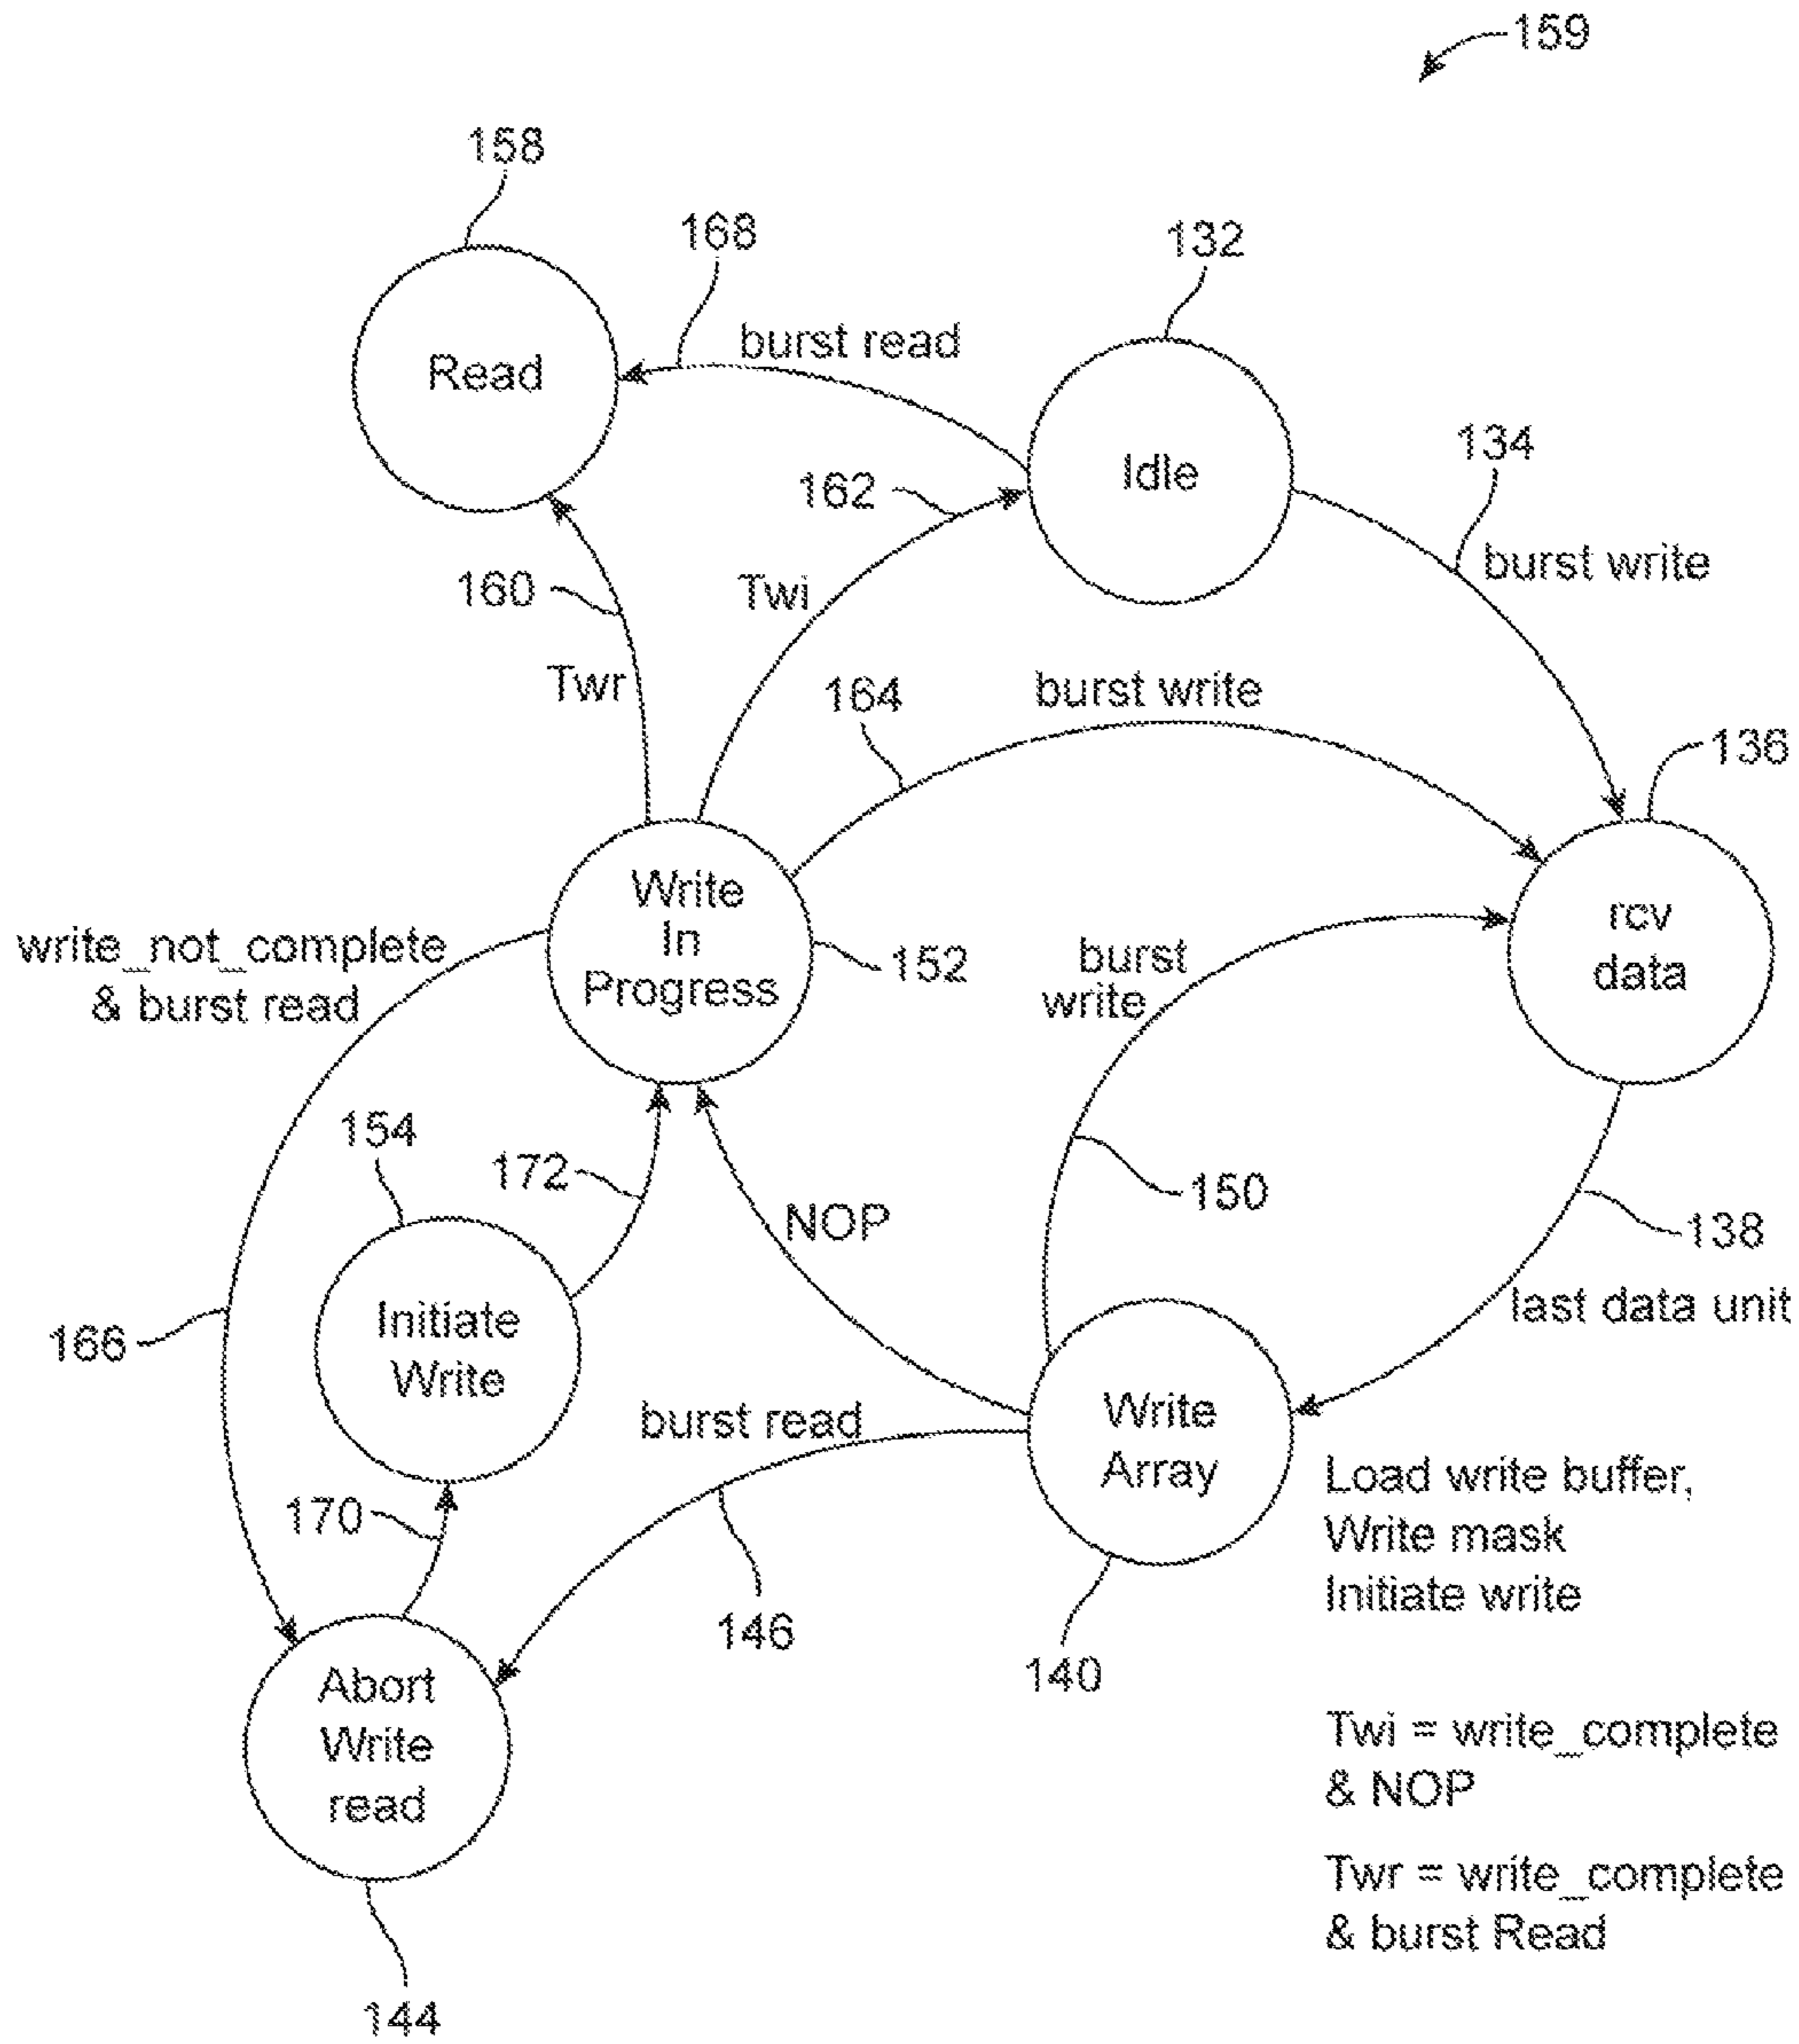 159
158
168
132
burst read
Read
Idle
134
162
burst write
160
Twi
Twr
164
burst write
136
Write
In
Progress
152
rcv
data
write_not_complete
& burst read
burst
write
154
172
NOP
150
138
last data unit
Initiate
Write
166
burst read
Write
Array
170
146
140
Load write buffer,
Write mask
Initiate write
Abort
Write
read
144
Twi = write_complete
& NOP
Twr = write_complete
& burst Read